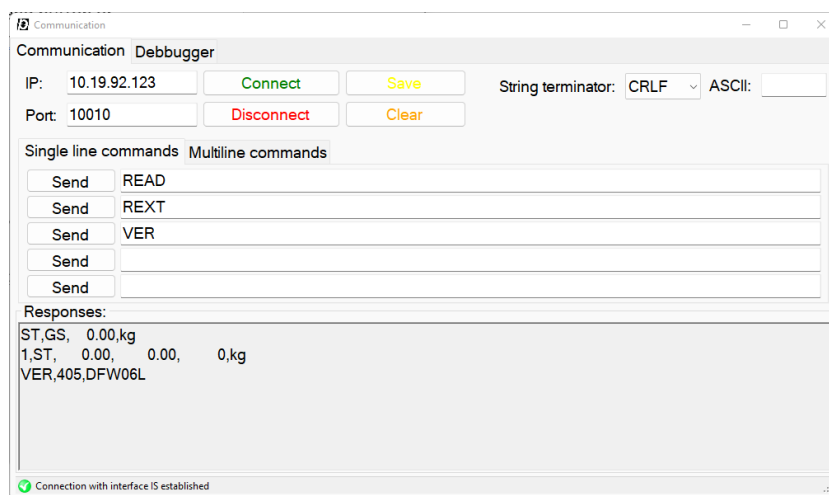 Communication
Communication Debbugger
IP: 10.19.92.123 Connect Save String terminator: CRLF ASCII:
Port: 10010 Disconnect Clear
Single line commands Multiline commands
Send READ
Send REXT
Send VER
Send
Send
Responses:
ST,GS, 0.00,kg
1,ST, 0.00, 0.00, 0,kg
VER,405,DFW06L
Connection with interface IS established